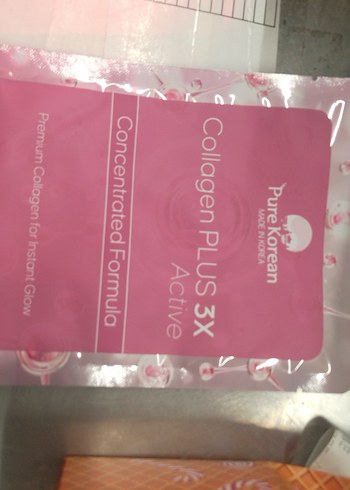 Pure Korean
MADE IN KOREA
Collagen PLUS 3X
Active
Concentrated Formula
Premium Collagen for Instant Glow